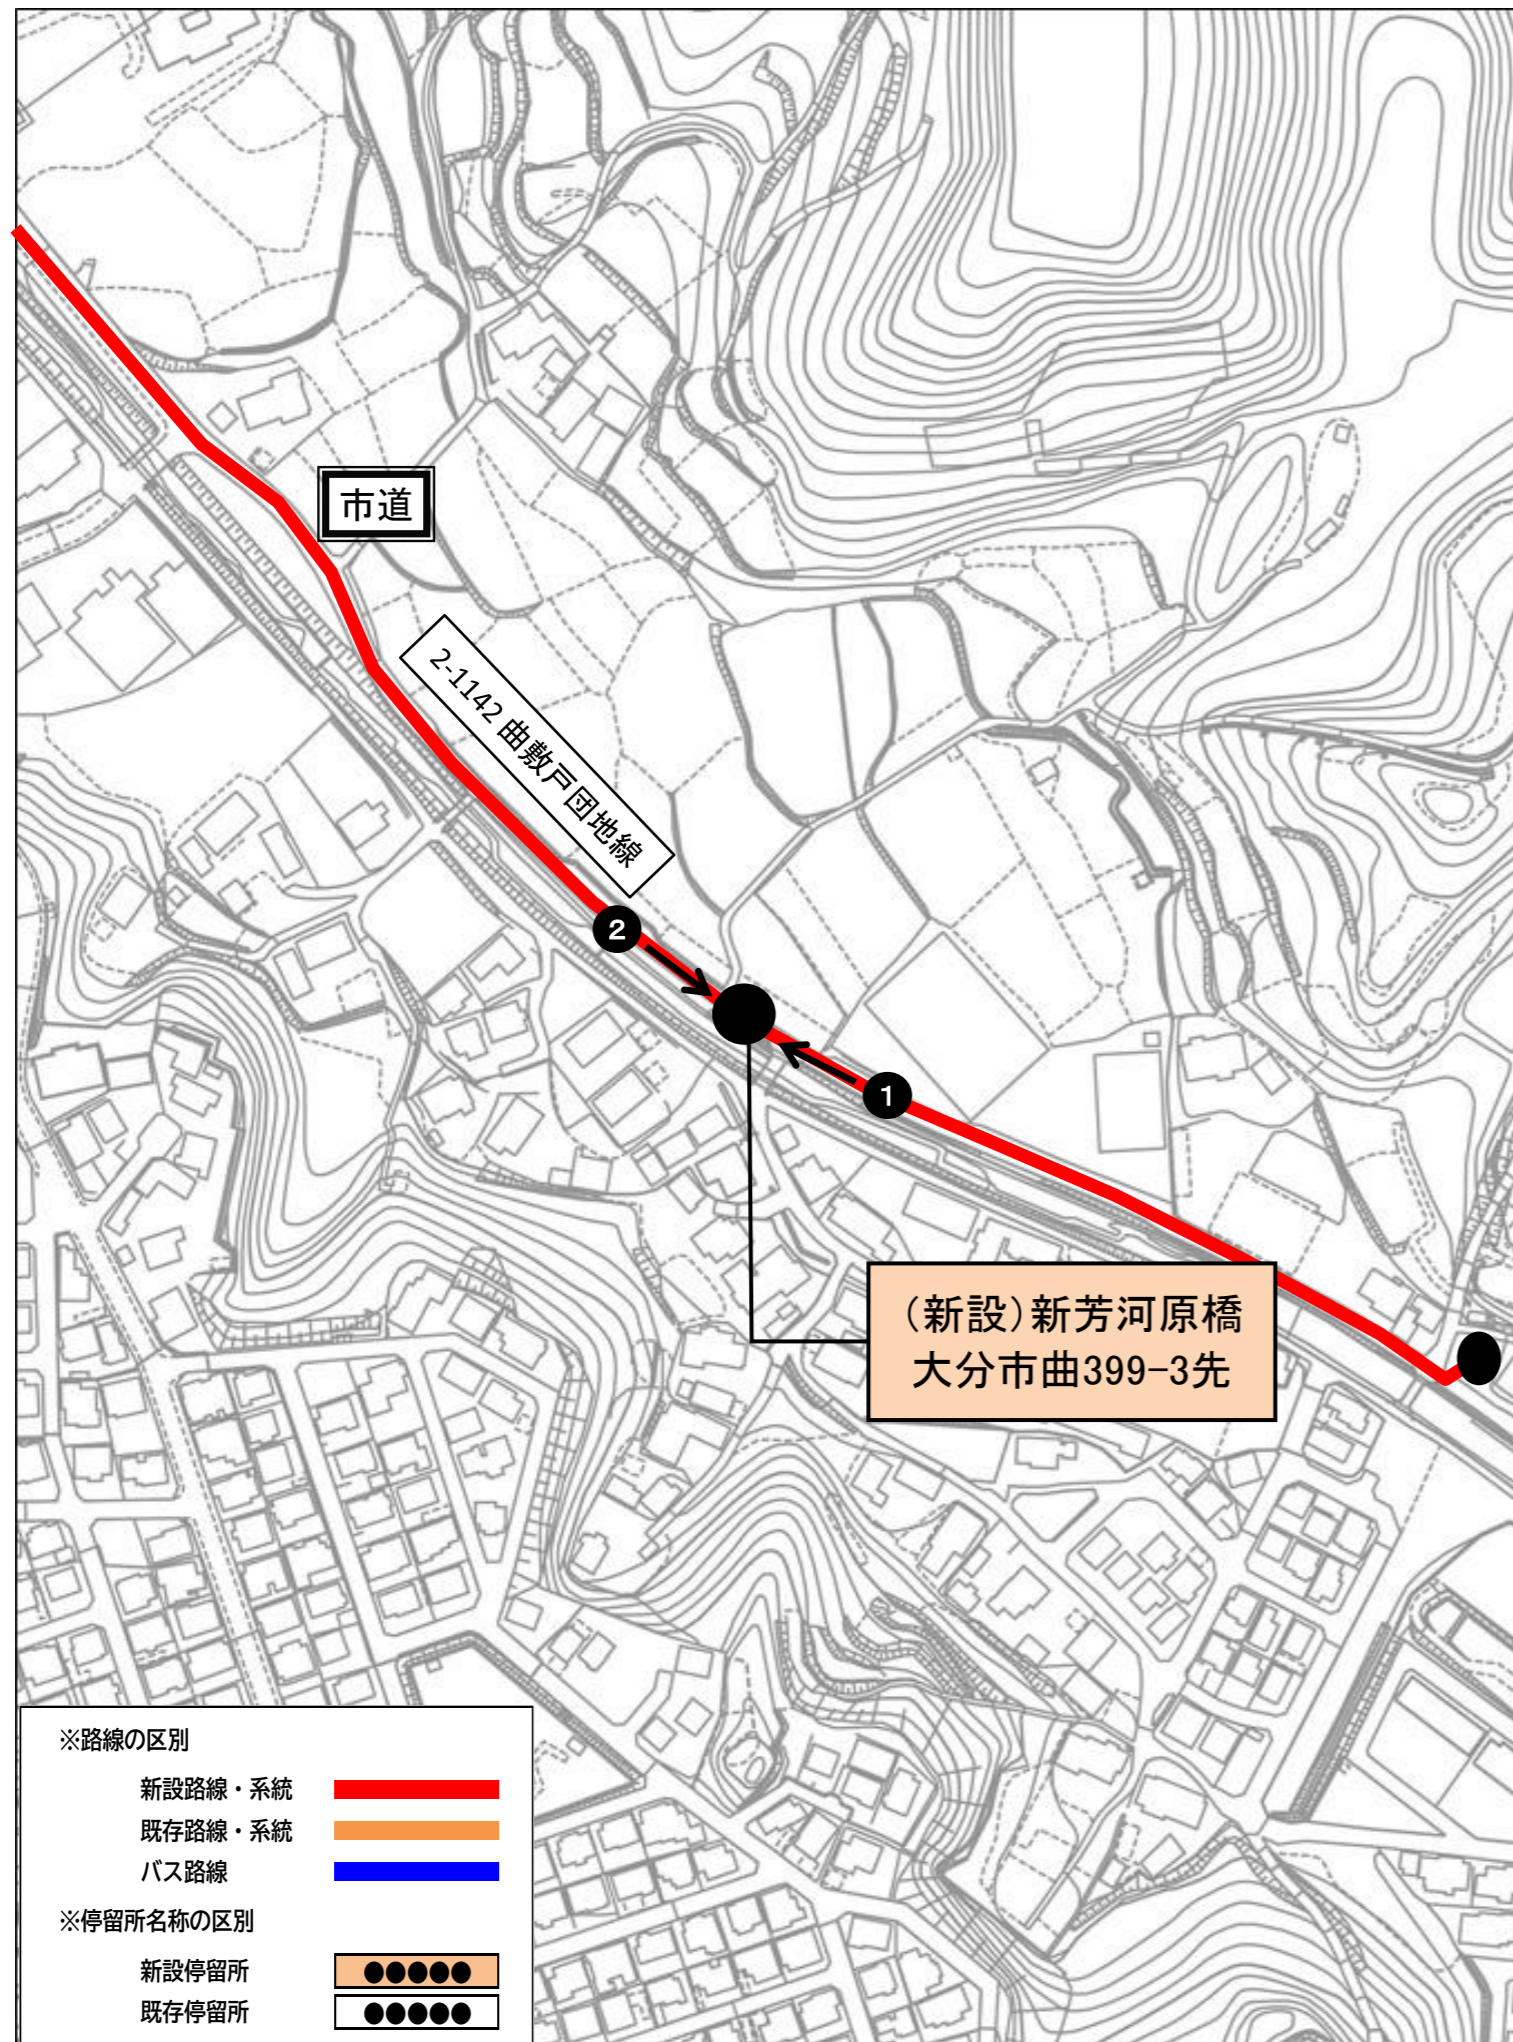 市道
2-1142 曲敷戸団地線
2
1
（新設）新芳河原橋
大分市曲399-3先
※路線の区別
新設路線・系統
既存路線・系統
バス路線
※停留所名称の区別
新設停留所 ●●●●●
既存停留所 ●●●●●